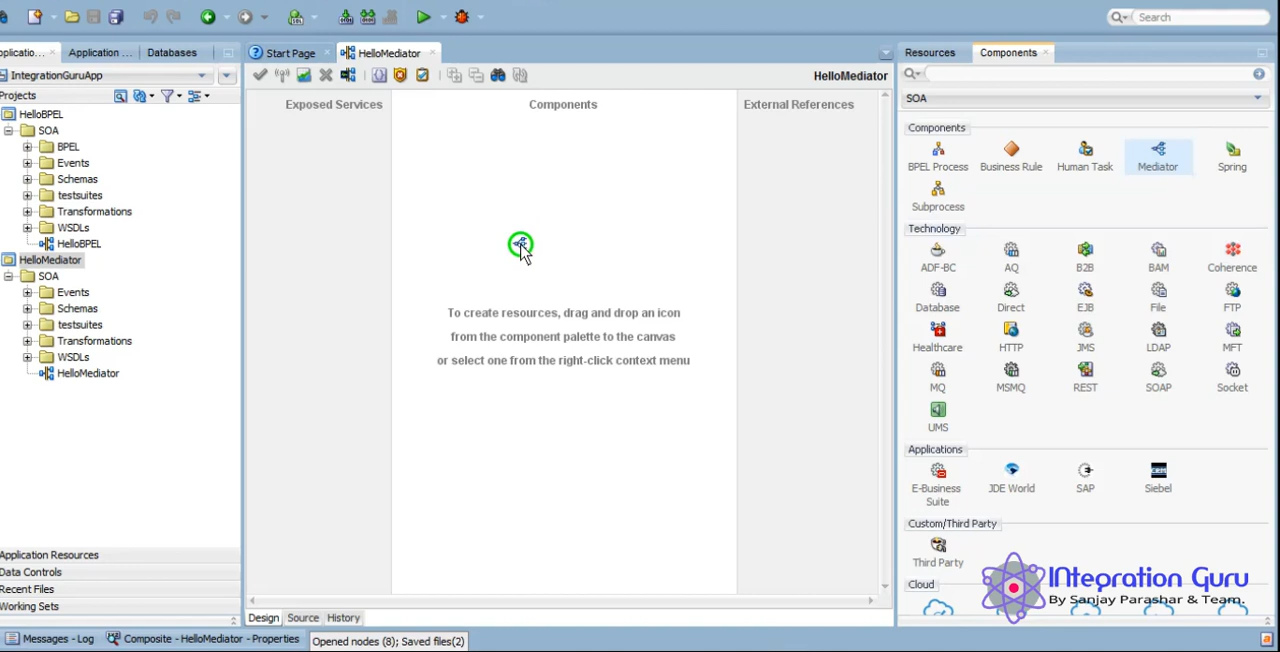 Search
Application ...
Databases
Start Page
HelloMediator
Resources
Components
IntegrationGuruApp
Projects
HelloMediator
SOA
HelloBPEL
SOA
BPEL
Events
Schemas
testsuites
Transformations
WSDLs
HelloBPEL
HelloMediator
SOA
Events
Schemas
testsuites
Transformations
WSDLs
HelloMediator
Application Resources
Data Controls
Recent Files
Working Sets
Exposed Services
Components
External References
To create resources, drag and drop an icon
from the component palette to the canvas
or select one from the right-click context menu
Design
Source
History
Components
BPEL Process
Business Rule
Human Task
Mediator
Spring
Subprocess
Technology
ADF-BC
AQ
B2B
BAM
Coherence
Database
Direct
EJB
File
FTP
Healthcare
HTTP
JMS
LDAP
MFT
MQ
MSMQ
REST
SOAP
Socket
UMS
Applications
E-Business
Suite
JDE World
SAP
Siebel
Custom/Third Party
Third Party
Cloud
INtegration Guru
By Sanjay Parashar & Team.
Messages - Log
Composite - HelloMediator - Properties
Opened nodes (8); Saved files(2)